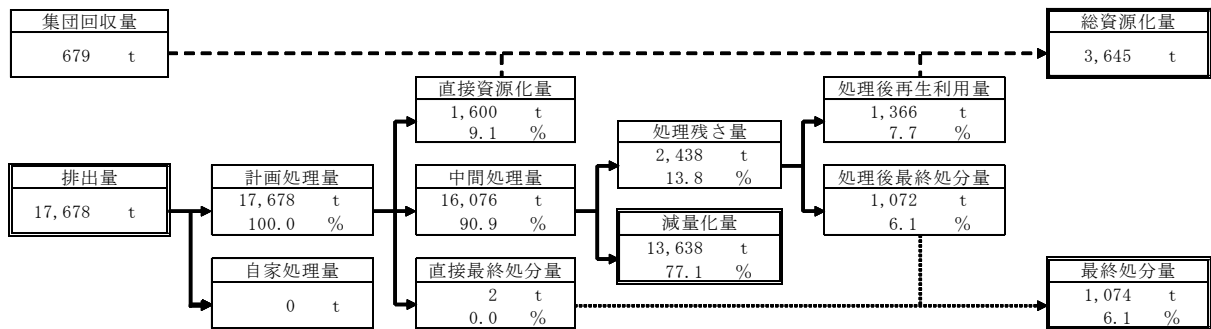 集団回収量
679 t
総資源化量
3,645 t
直接資源化量
1,600 t
9.1 %
処理後再生利用量
1,366 t
7.7 %
処理残さ量
2,438 t
13.8 %
排出量
17,678 t
計画処理量
17,678 t
100.0 %
中間処理量
16,076 t
90.9 %
処理後最終処分量
1,072 t
6.1 %
減量化量
13,638 t
77.1 %
自家処理量
0 t
直接最終処分量
2 t
0.0 %
最終処分量
1,074 t
6.1 %